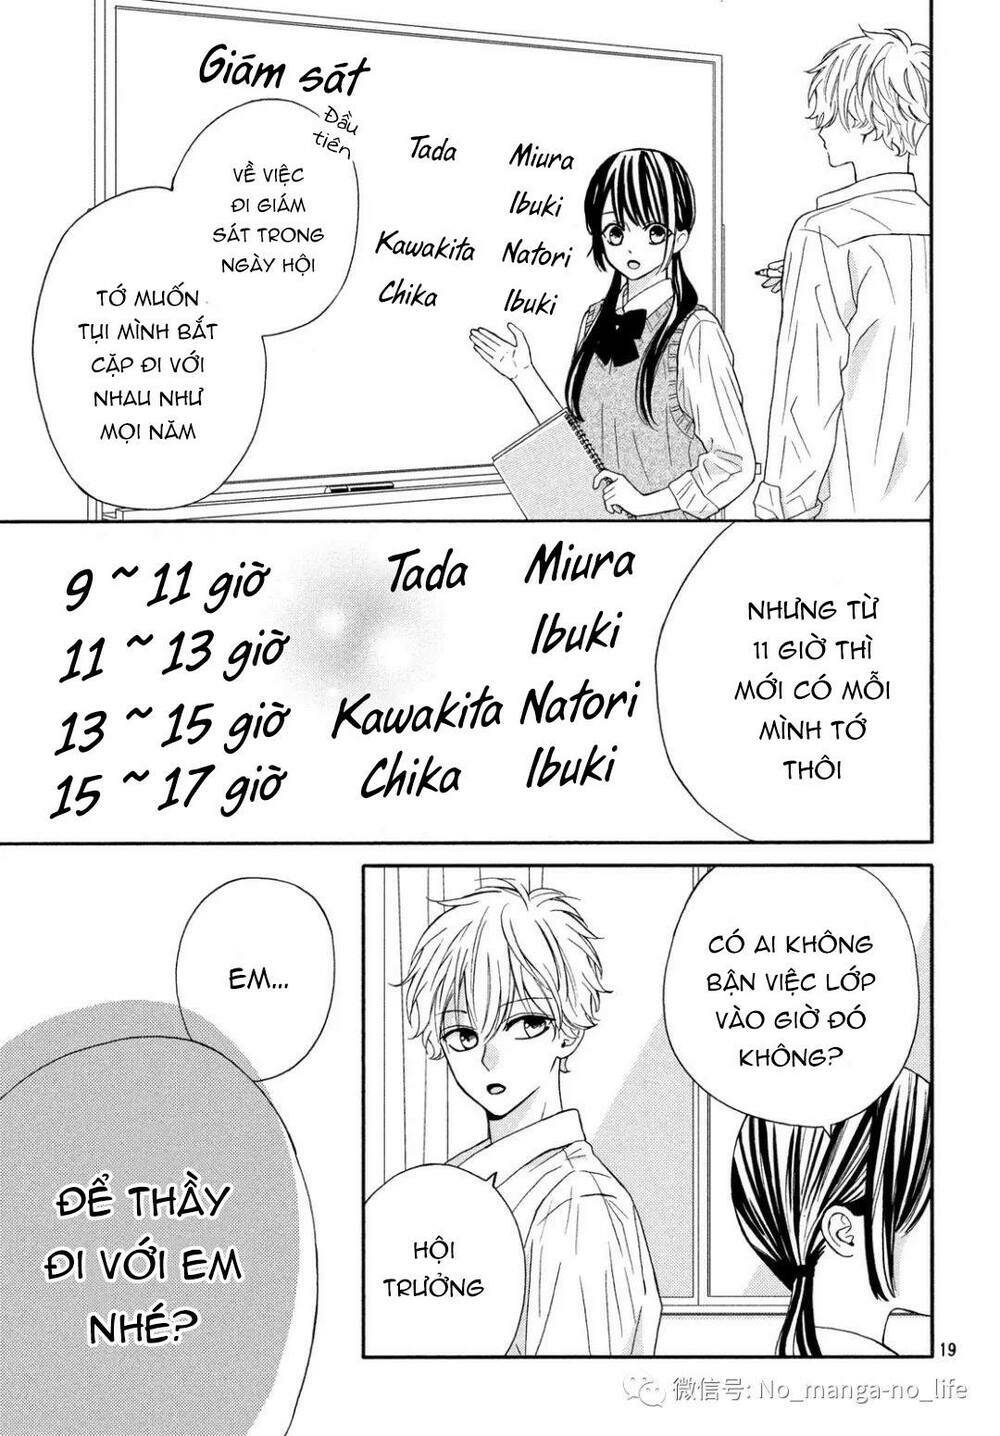 Giám sát
Đầu
tiên
VỀ VIỆC
ĐI GIÁM
SÁT TRONG
NGÀY HỘI
TỚ MUỐN
TỤI MÌNH BẮT
CẶP ĐI VỚI
NHAU NHƯ
MỌI NĂM
Tada Miura
Ibuki
Kawakita Natori
Chika Ibuki
9 ~ 11 giờ Tada Miura
11 ~ 13 giờ Ibuki
13 ~ 15 giờ Kawakita Natori
15 ~ 17 giờ Chika Ibuki
NHƯNG TỪ
11 GIỜ THÌ
MỚI CÓ MỖI
MÌNH TỚ
THÔI
CÓ AI KHÔNG
BẬN VIỆC LỚP
VÀO GIỜ ĐÓ
KHÔNG?
HỘI
TRƯỞNG
EM...
ĐỂ THẦY
ĐI VỚI EM
NHÉ?
19
微信号: No_manga-no_life